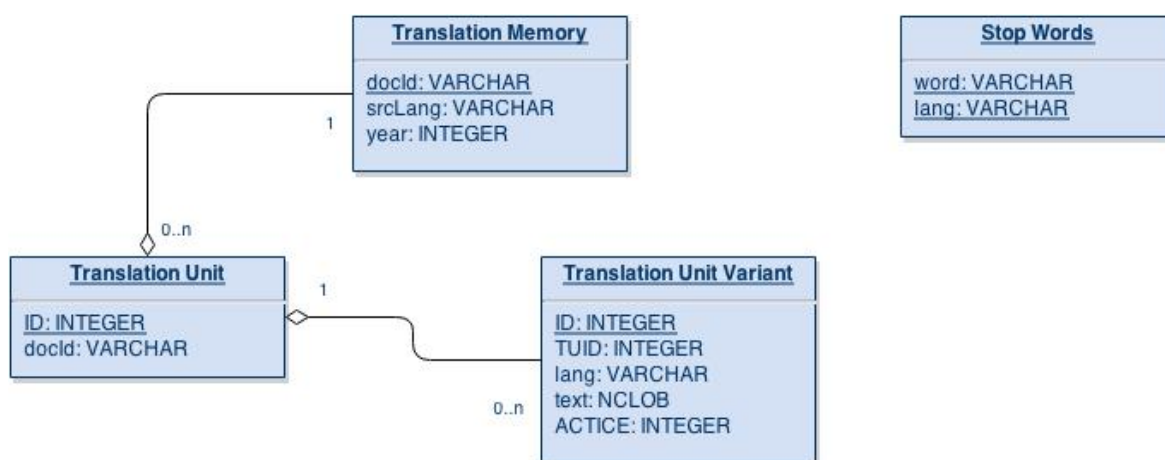 Translation Memory
docId: VARCHAR
srcLang: VARCHAR
year: INTEGER
Stop Words
word: VARCHAR
lang: VARCHAR
1
0..n
Translation Unit
ID: INTEGER
docId: VARCHAR
1
0..n
Translation Unit Variant
ID: INTEGER
TUID: INTEGER
lang: VARCHAR
text: NCLOB
ACTICE: INTEGER